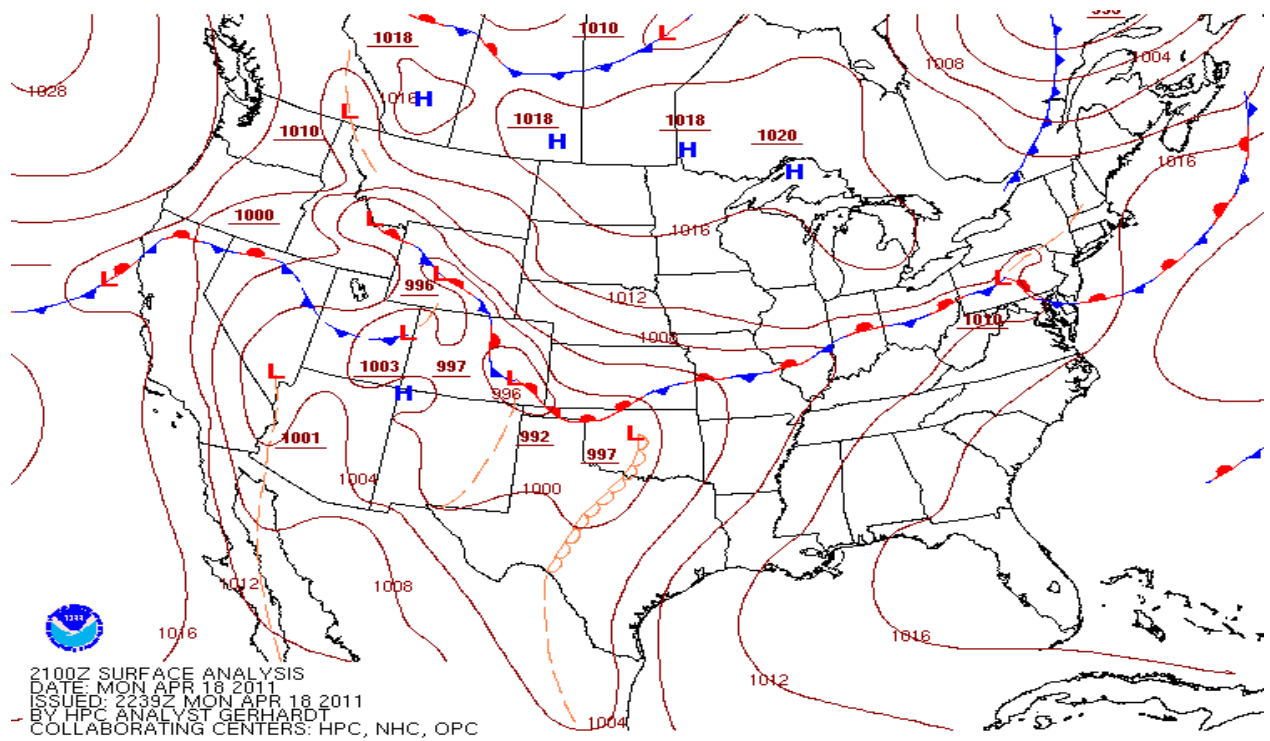 1018
1010
1008
1004
1028
1016
H
L
L
1018
H
1018
H
1020
H
1010
1016
1000
L
1016
L
L
996
1012
L
1010
1008
L
1003
997
L
H
L
996
1001
992
L
997
1004
1000
1012
1008
1016
1016
1012
1004
2100Z SURFACE ANALYSIS
DATE: MON APR 18 2011
ISSUED: 2239Z MON APR 18 2011
BY HPC ANALYST GERHARDT
COLLABORATING CENTERS: HPC, NHC, OPC